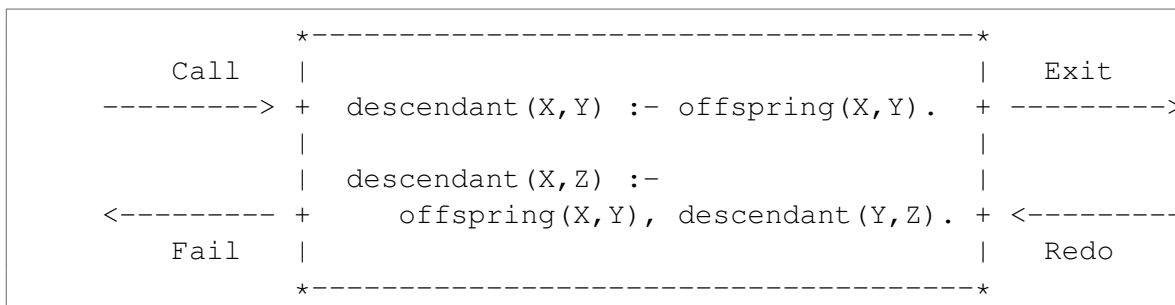 *--------------------------------------*
Call | | Exit
---------> + descendant(X,Y) :- offspring(X,Y). + --------->
| |
| descendant(X,Z) :- |
<--------- + offspring(X,Y), descendant(Y,Z). + <---------
Fail | | Redo
*--------------------------------------*